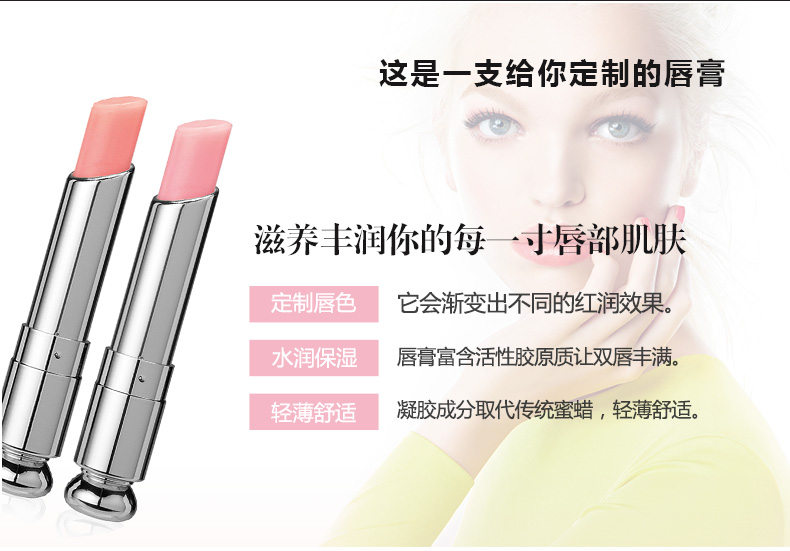 这是一支给你定制的唇膏
滋养丰润你的每一寸唇部肌肤
定制唇色 它会渐变出不同的红润效果。
水润保湿 唇膏富含活性胶原质让双唇丰满。
轻薄舒适 凝胶成分取代传统蜜蜡，轻薄舒适。